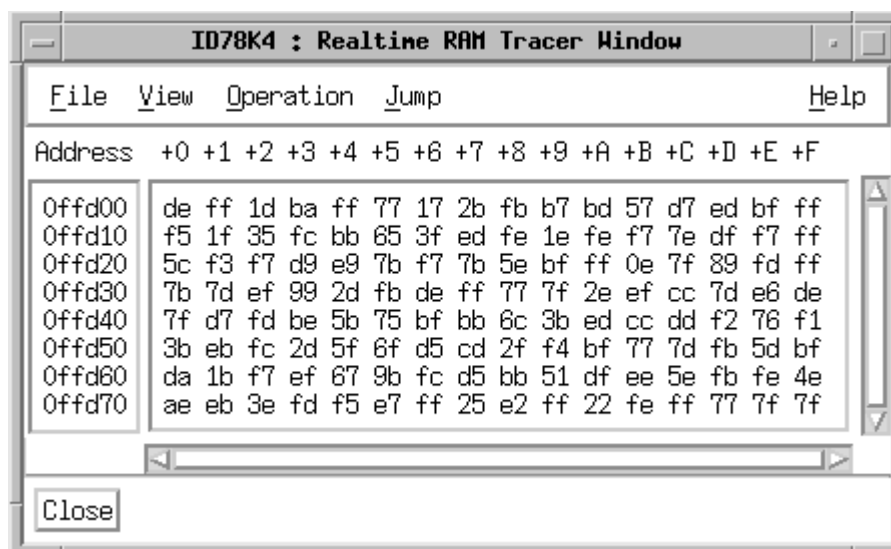 ID78K4 : Realtime RAM Tracer Window
File View Operation Jump Help
Address +0 +1 +2 +3 +4 +5 +6 +7 +8 +9 +A +B +C +D +E +F
0ffd00 de ff 1d ba ff 77 17 2b fb b7 bd 57 d7 ed bf ff
0ffd10 f5 1f 35 fc bb 65 3f ed fe 1e fe f7 7e df f7 ff
0ffd20 5c f3 f7 d9 e9 7b f7 7b 5e bf ff 0e 7f 89 fd ff
0ffd30 7b 7d ef 99 2d fb de ff 77 7f 2e ef cc 7d e6 de
0ffd40 7f d7 fd be 5b 75 bf bb 6c 3b ed cc dd f2 76 f1
0ffd50 3b eb fc 2d 5f 6f d5 cd 2f f4 bf 77 7d fb 5d bf
0ffd60 da 1b f7 ef 67 9b fc d5 bb 51 df ee 5e fb fe 4e
0ffd70 ae eb 3e fd f5 e7 ff 25 e2 ff 22 fe ff 77 7f 7f
Close